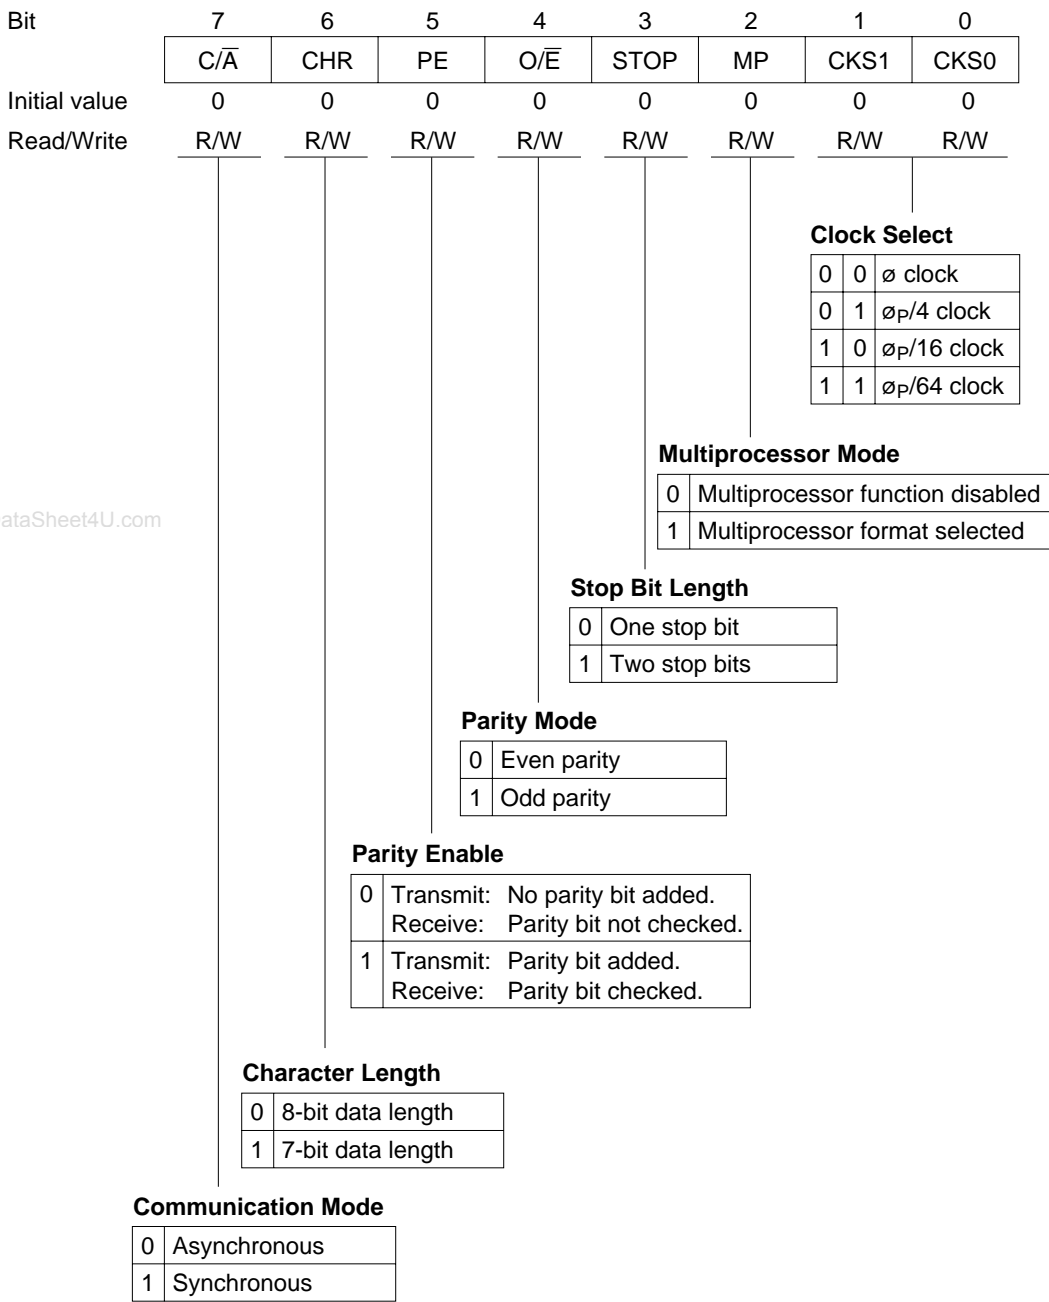 Bit 7 6 5 4 3 2 1 0
C/A̅ CHR PE O/E̅ STOP MP CKS1 CKS0
Initial value 0 0 0 0 0 0 0 0
Read/Write R/W R/W R/W R/W R/W R/W R/W R/W
Clock Select
0 0 ø clock
0 1 øP/4 clock
1 0 øP/16 clock
1 1 øP/64 clock
Multiprocessor Mode
0 Multiprocessor function disabled
1 Multiprocessor format selected
ataSheet4U.com
Stop Bit Length
0 One stop bit
1 Two stop bits
Parity Mode
0 Even parity
1 Odd parity
Parity Enable
0 Transmit: No parity bit added.
Receive: Parity bit not checked.
1 Transmit: Parity bit added.
Receive: Parity bit checked.
Character Length
0 8-bit data length
1 7-bit data length
Communication Mode
0 Asynchronous
1 Synchronous